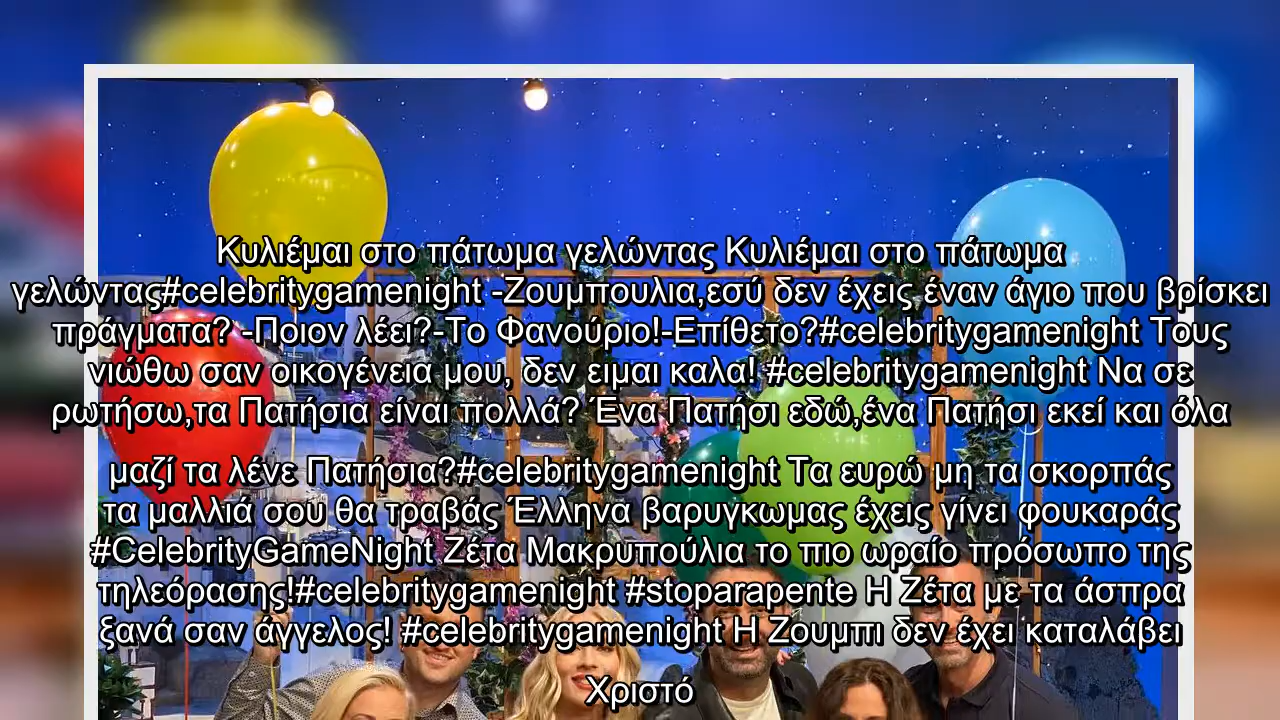 Κυλιέμαι στο πάτωμα γελώντας Κυλιέμαι στο πάτωμα
γελώντας#celebritygamenight -Ζουμπουλια,εσύ δεν έχεις έναν άγιο που βρίσκει
πράγματα? -Ποιον λέει?-Το Φανούριο!-Επίθετο?#celebritygamenight Τους
νιώθω σαν οικογένεια μου, δεν ειμαι καλα! #celebritygamenight Να σε
ρωτήσω,τα Πατήσια είναι πολλά? Ένα Πατήσι εδώ,ένα Πατήσι εκεί και όλα
μαζί τα λένε Πατήσια?#celebritygamenight Τα ευρώ μη τα σκορπάς
τα μαλλιά σου θα τραβάς Έλληνα βαρυγκωμας έχεις γίνει φουκαράς
#CelebrityGameNight Ζέτα Μακρυπούλια το πιο ωραίο πρόσωπο της
τηλεόρασης!#celebritygamenight #stoparapente Η Ζέτα με τα άσπρα
ξανά σαν άγγελος! #celebritygamenight Η Ζουμπι δεν έχει καταλάβει
Χριστό